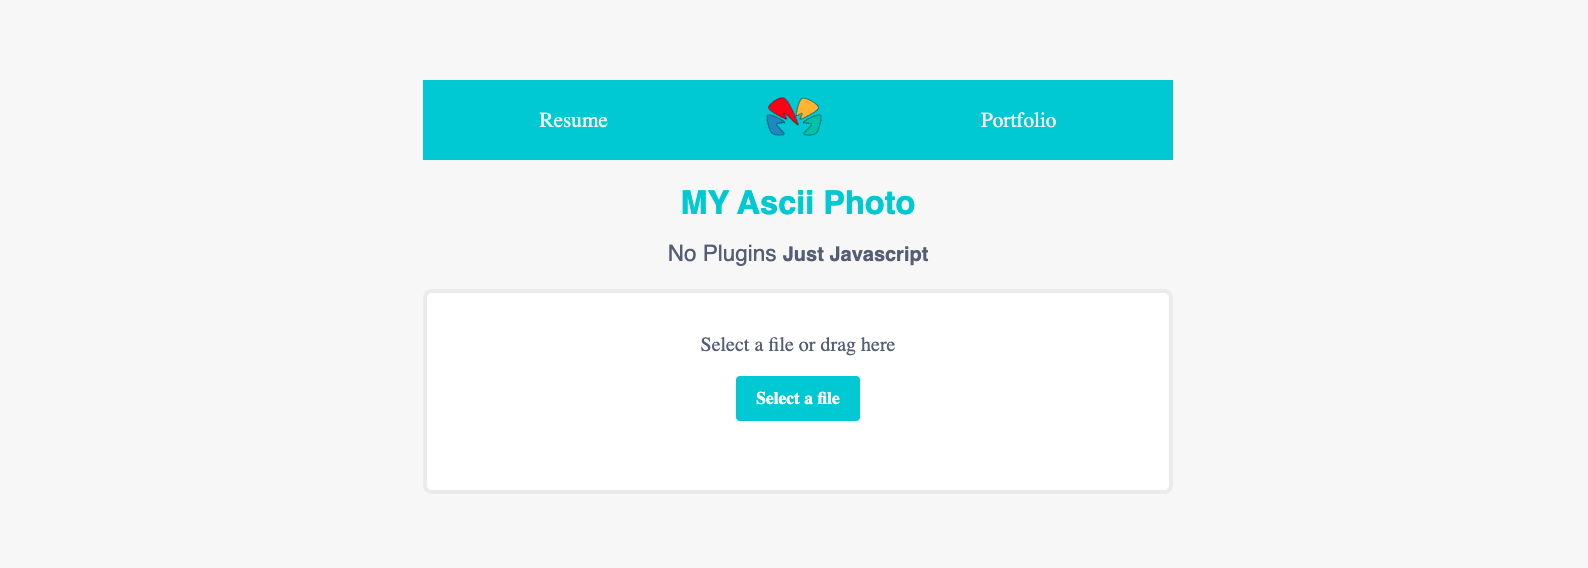 Resume Portfolio
MY Ascii Photo
No Plugins Just Javascript
Select a file or drag here
Select a file